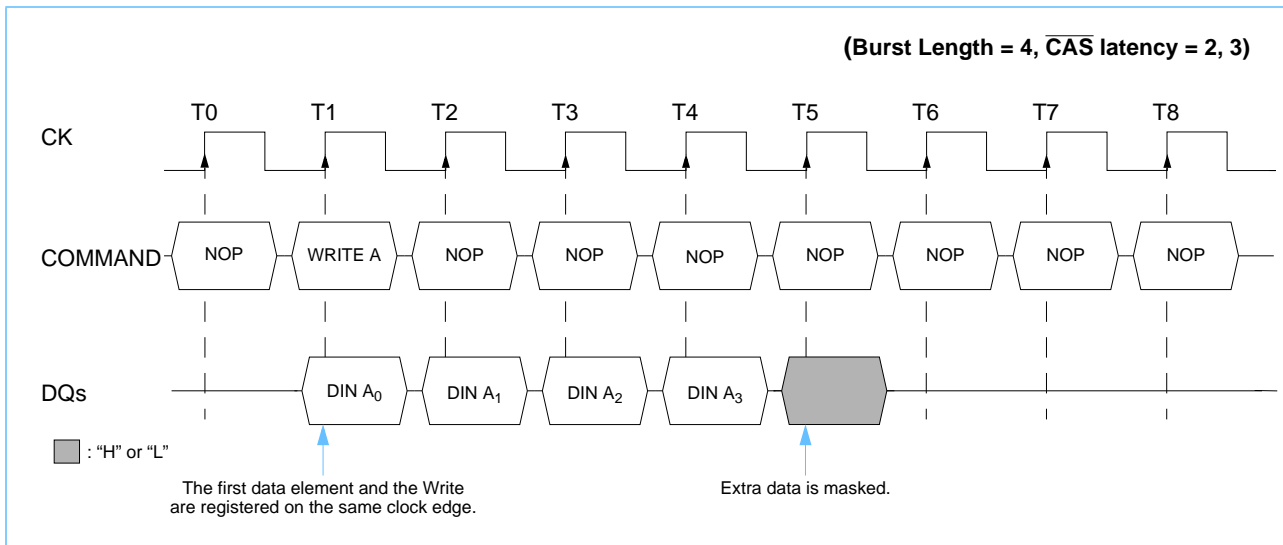 (Burst Length = 4, CAS latency = 2, 3)
T0 T1 T2 T3 T4 T5 T6 T7 T8
CK
COMMAND NOP WRITE A NOP NOP NOP NOP NOP NOP NOP
DQs DIN A0 DIN A1 DIN A2 DIN A3
: “H” or “L”
The first data element and the Write
are registered on the same clock edge.
Extra data is masked.